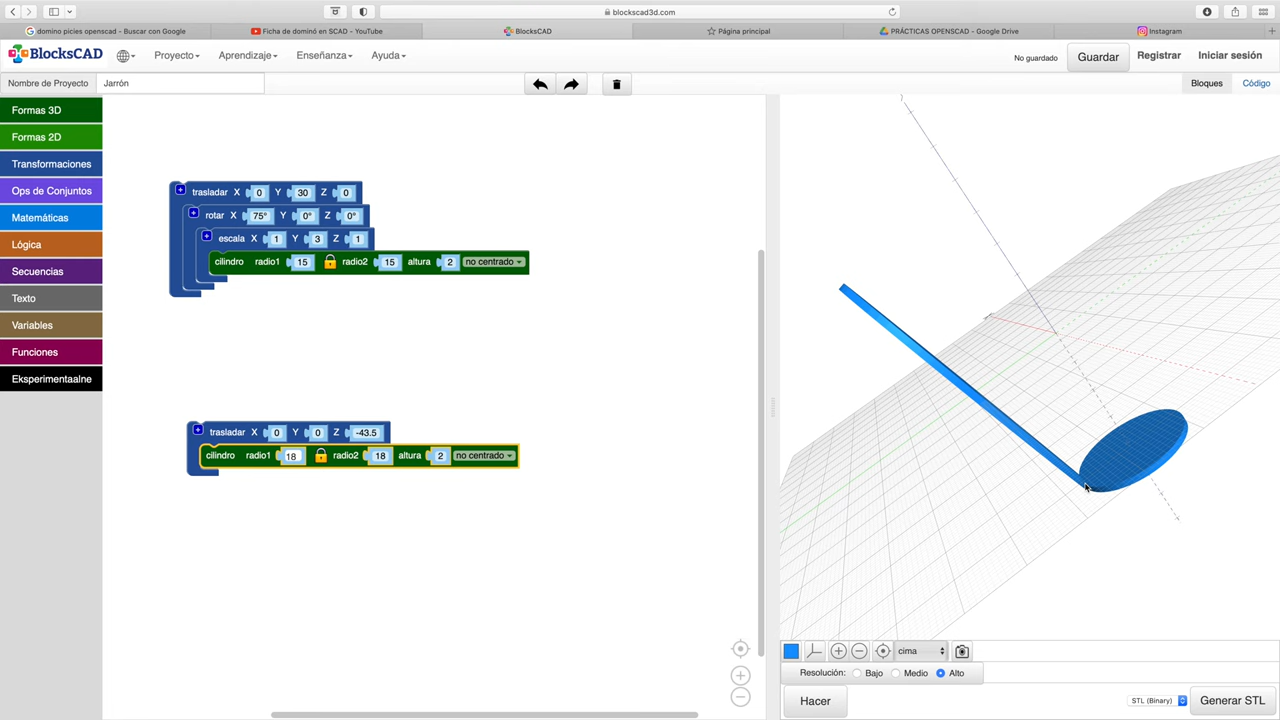 blockscad3d.com
domino picies openscad - Buscar con Google
Ficha de dominó en SCAD - YouTube
BlocksCAD
Página principal
PRÁCTICAS OPENSCAD - Google Drive
Instagram
BlocksCAD
Proyecto
Aprendizaje
Enseñanza
Ayuda
No guardado
Guardar
Registrar
Iniciar sesión
Nombre de Proyecto
Jarrón
Bloques
Código
Formas 3D
Formas 2D
Transformaciones
Ops de Conjuntos
Matemáticas
Lógica
Secuencias
Texto
Variables
Funciones
Eksperimentaalne
trasladar X 0 Y 30 Z 0
rotar X 75° Y 0° Z 0°
escala X 1 Y 3 Z 1
cilindro radio1 15 radio2 15 altura 2 no centrado
trasladar X 0 Y 0 Z -43.5
cilindro radio1 18 radio2 18 altura 2 no centrado
cima
Resolución: Bajo Medio Alto
Hacer
STL (Binary)
Generar STL